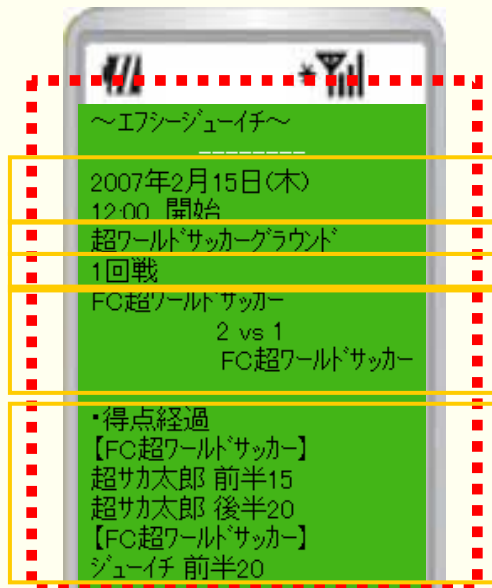 ～ｴﾌｼｰｼﾞｭｰｲﾁ～
--------
2007年2月15日(木)
12:00 開始
超ﾜｰﾙﾄﾞｻｯｶｰｸﾞﾗｳﾝﾄﾞ
1回戦
FC超ﾜｰﾙﾄﾞｻｯｶｰ
2 vs 1
FC超ﾜｰﾙﾄﾞｻｯｶｰ
･得点経過
【FC超ﾜｰﾙﾄﾞｻｯｶｰ】
超ｻｶ太郎 前半15
超ｻｶ太郎 後半20
【FC超ﾜｰﾙﾄﾞｻｯｶｰ】
ｼﾞｭｰｲﾁ 前半20